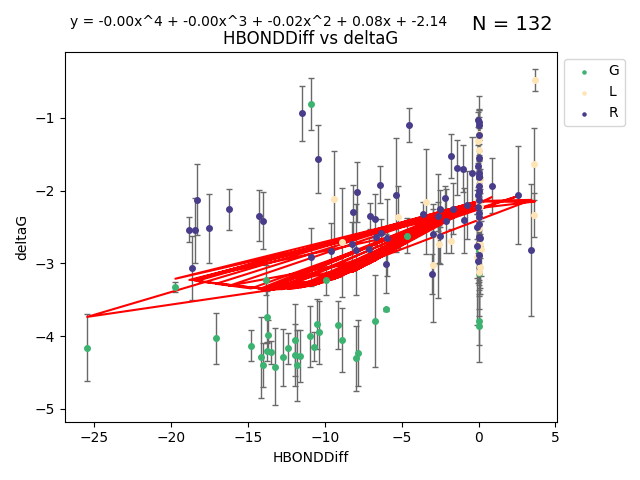 y = -0.00x^4 + -0.00x^3 + -0.02x^2 + 0.08x + -2.14
N = 132
HBONDDiff vs deltaG
G
L
R
deltaG
−1
−2
−3
−4
−5
−25
−20
−15
−10
−5
0
5
HBONDDiff